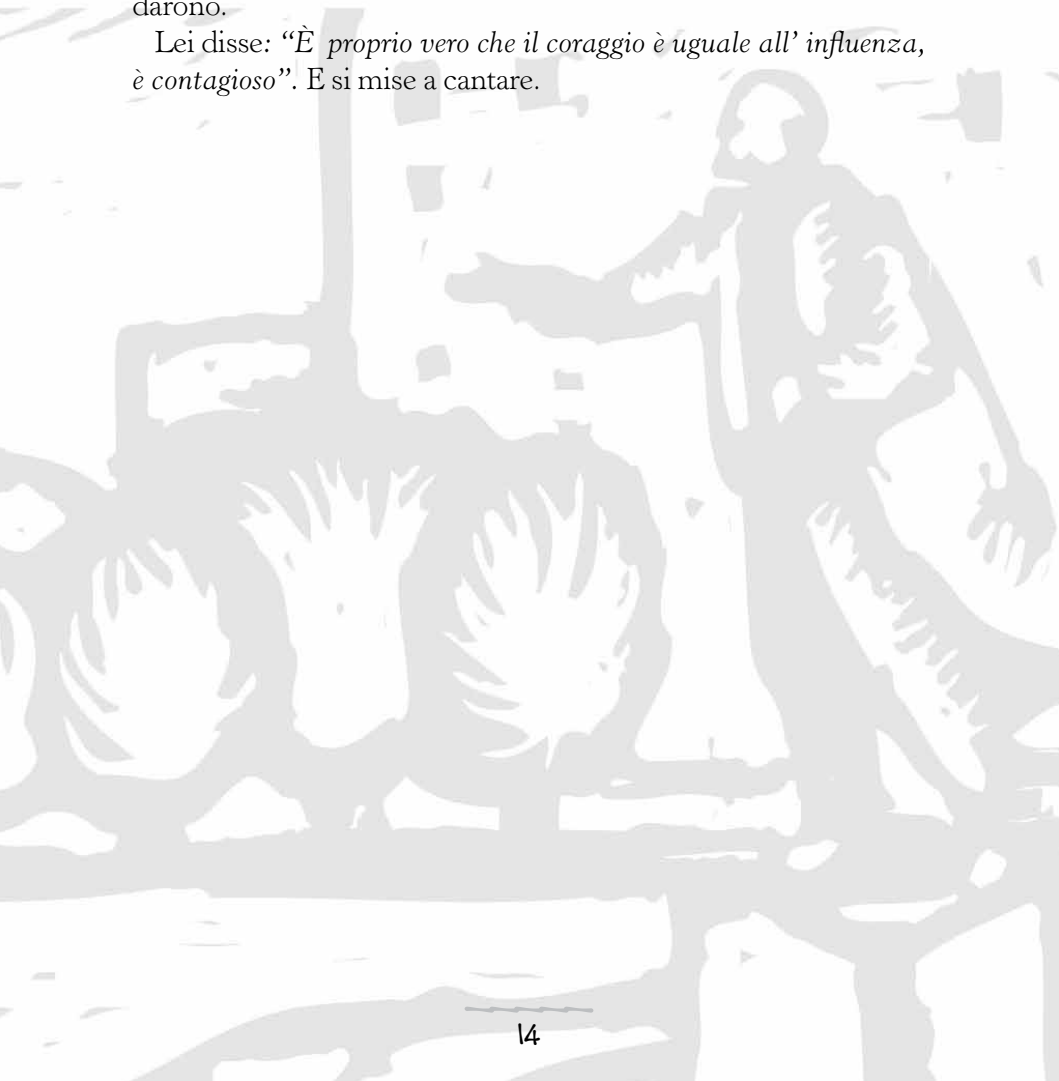 darono.
Lei disse: “È proprio vero che il coraggio è uguale all’ influenza,
è contagioso”. E si mise a cantare.
14